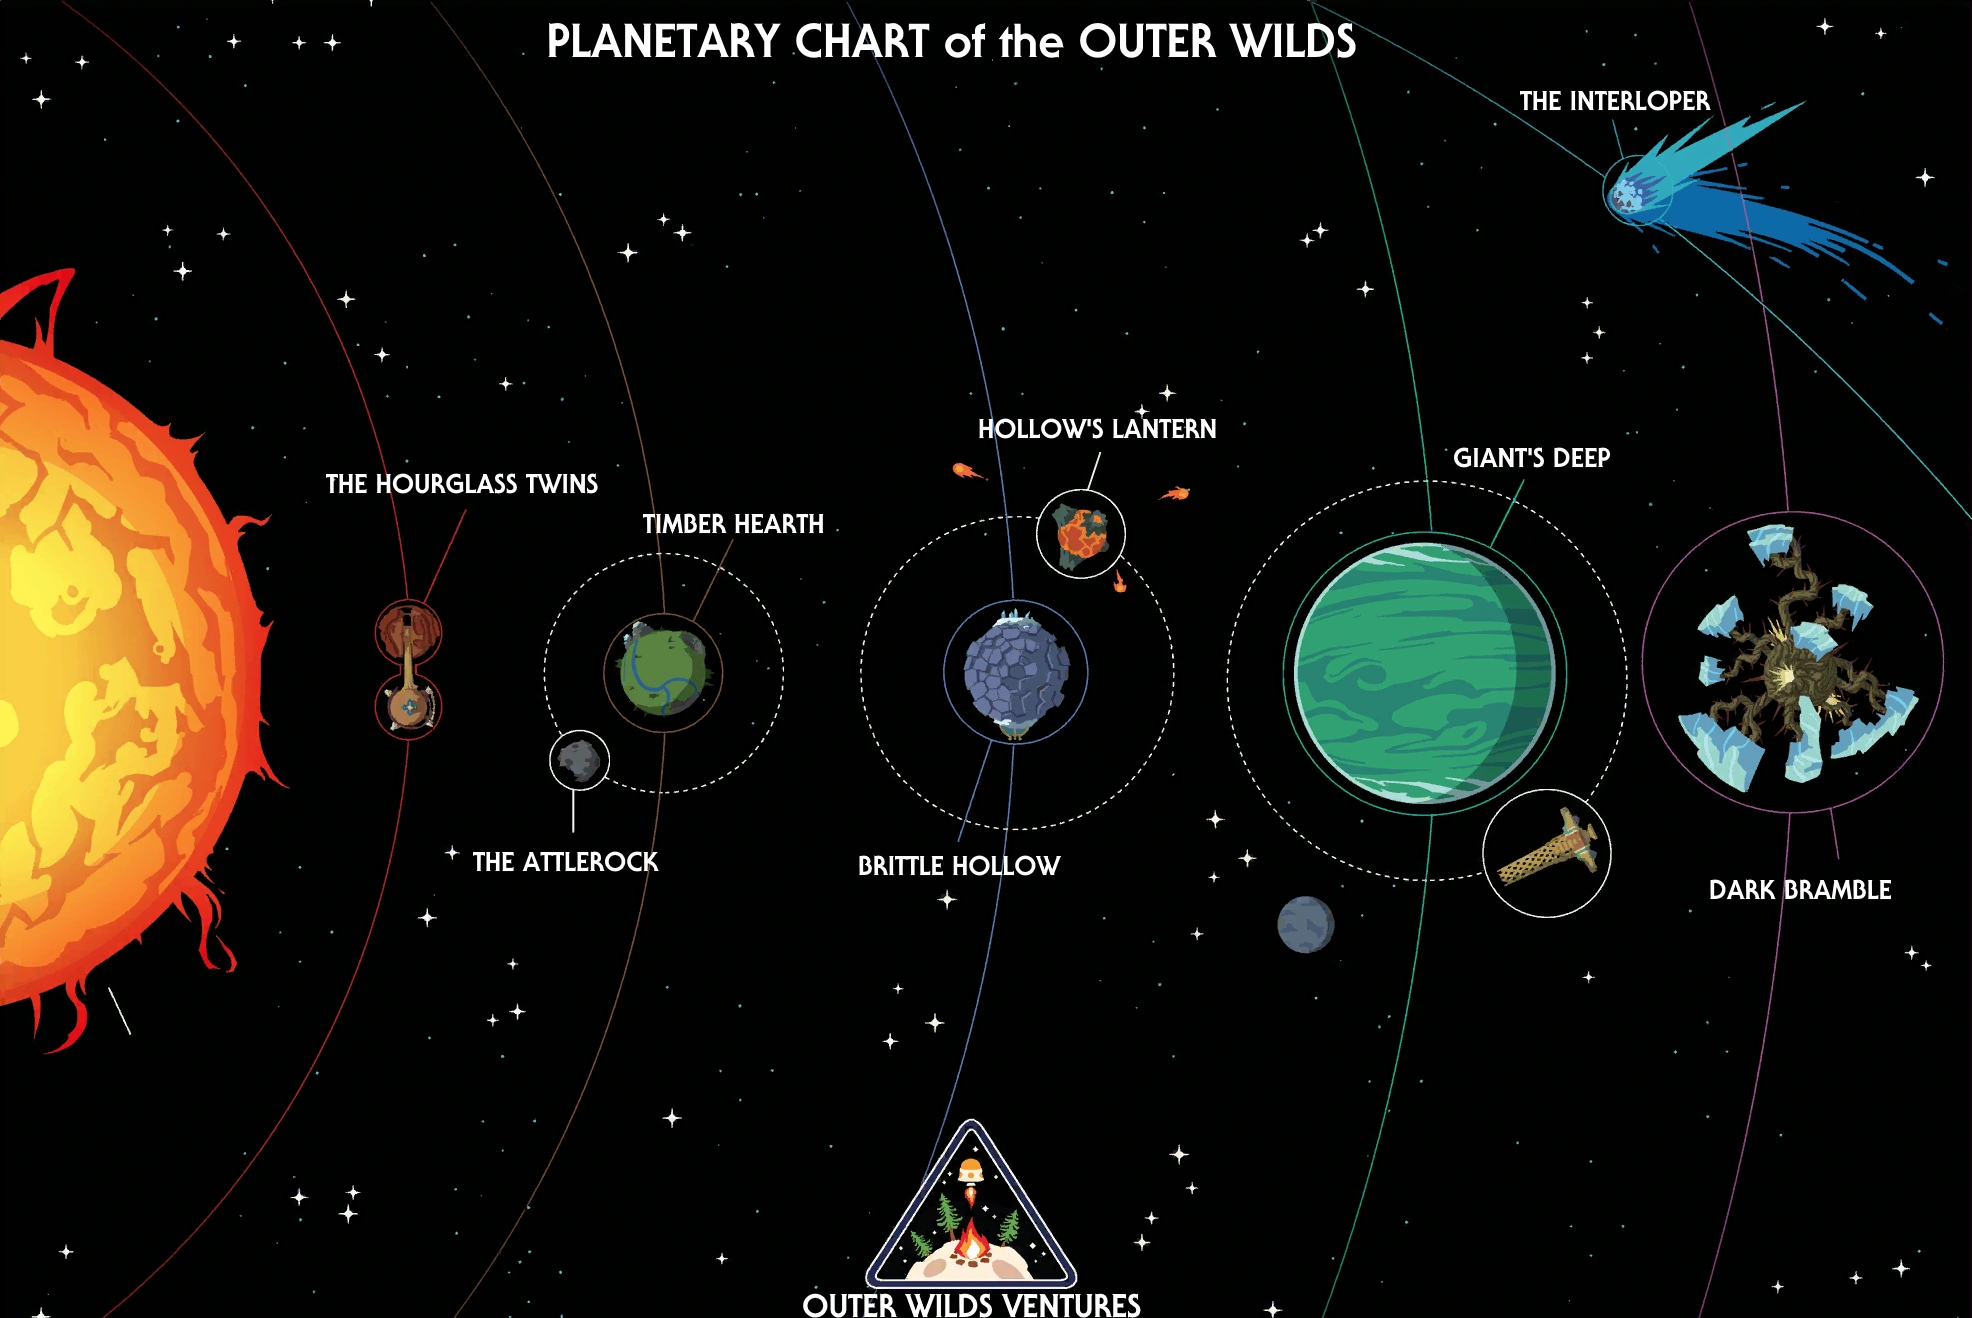 PLANETARY CHART of the OUTER WILDS
THE INTERLOPER
HOLLOW'S LANTERN
GIANT'S DEEP
THE HOURGLASS TWINS
TIMBER HEARTH
THE ATTLEROCK
BRITTLE HOLLOW
DARK BRAMBLE
OUTER WILDS VENTURES